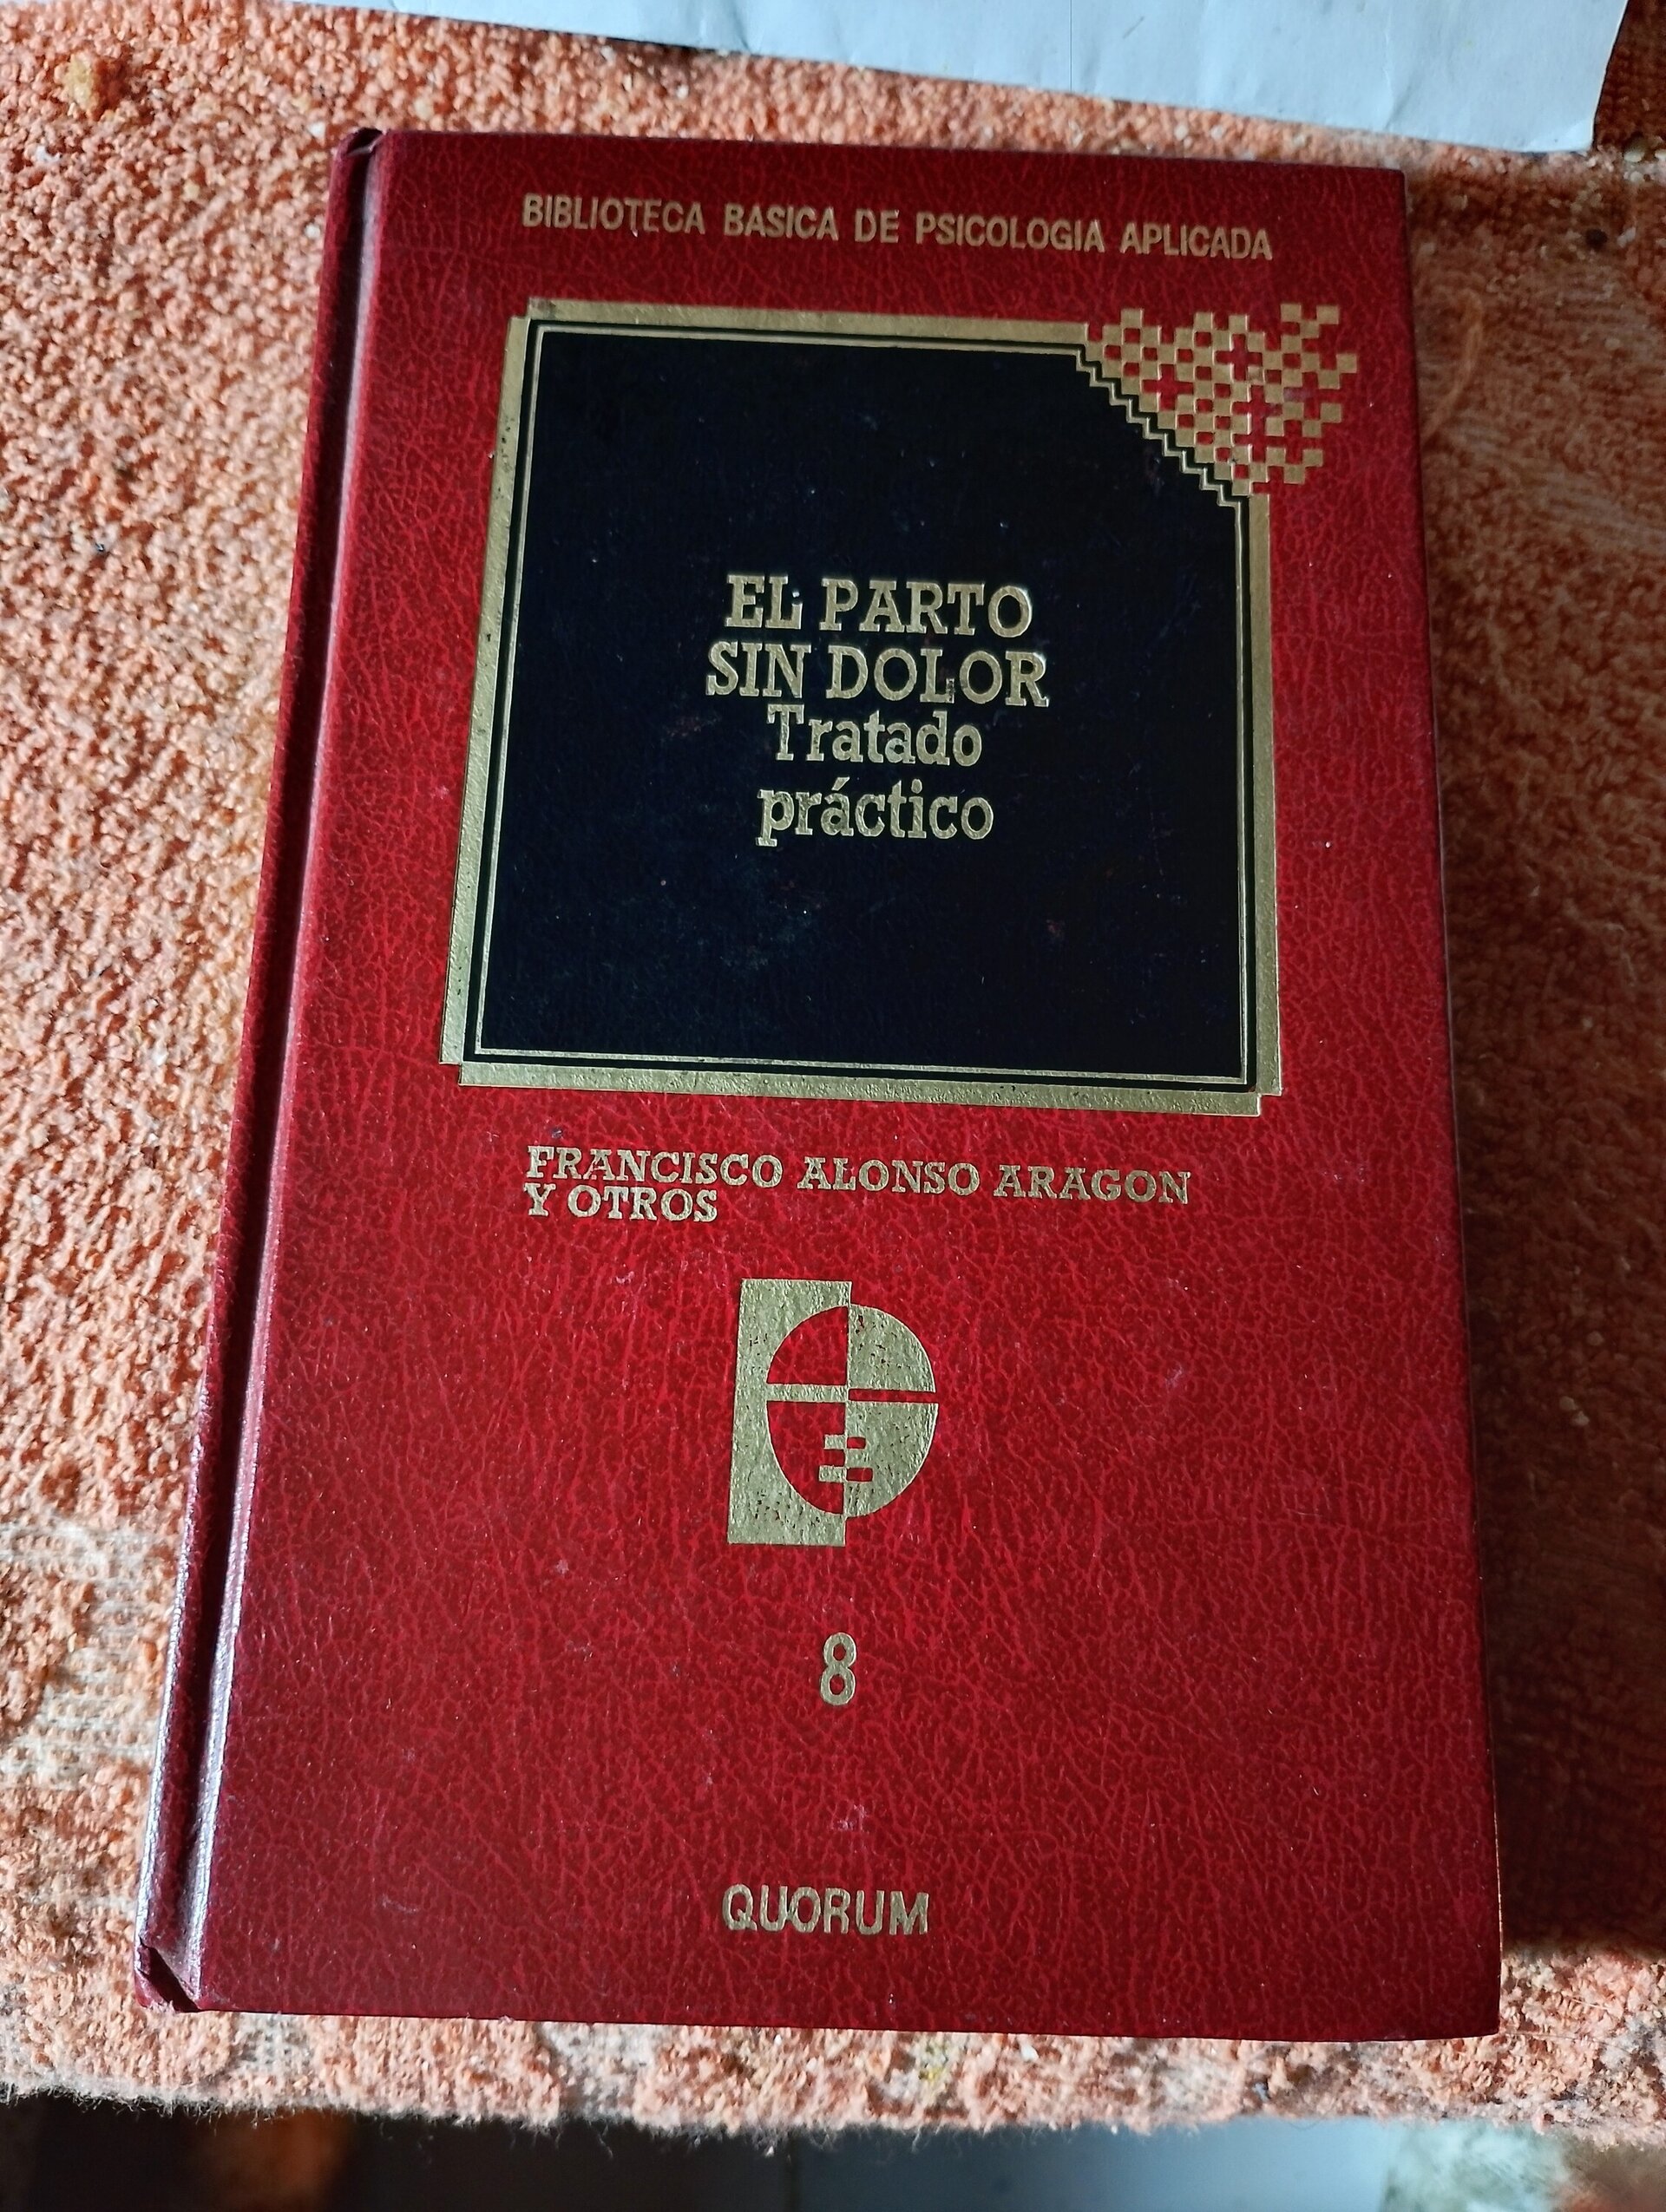 BIBLIOTECA BASICA DE PSICOLOGIA APLICADA
EL PARTO
SIN DOLOR
Tratado
práctico
FRANCISCO ALONSO ARAGON
Y OTROS
8
QUORUM